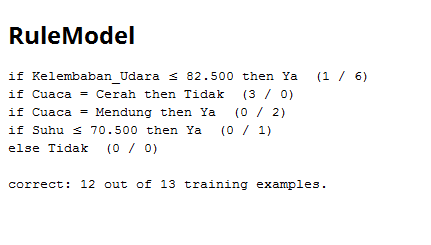 RuleModel
if Kelembaban_Udara ≤ 82.500 then Ya  (1 / 6)
if Cuaca = Cerah then Tidak  (3 / 0)
if Cuaca = Mendung then Ya  (0 / 2)
if Suhu ≤ 70.500 then Ya  (0 / 1)
else Tidak  (0 / 0)
correct: 12 out of 13 training examples.